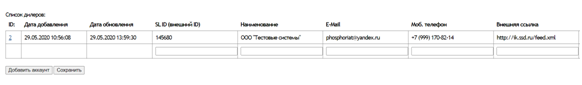 Список дилеров:
ID: Дата добавления Дата обновления SL ID (внешний ID) Наименование E-Mail Моб. телефон Внешняя ссылка
29.05.2020 10:56:08 29.05.2020 13:59:30 145680 ООО "Тестовые системы" phosphoriat@yandex.ru +7 (999) 170-82-14 http://ik.ssd.ru/feed.xml
Добавить аккаунт Сохранить